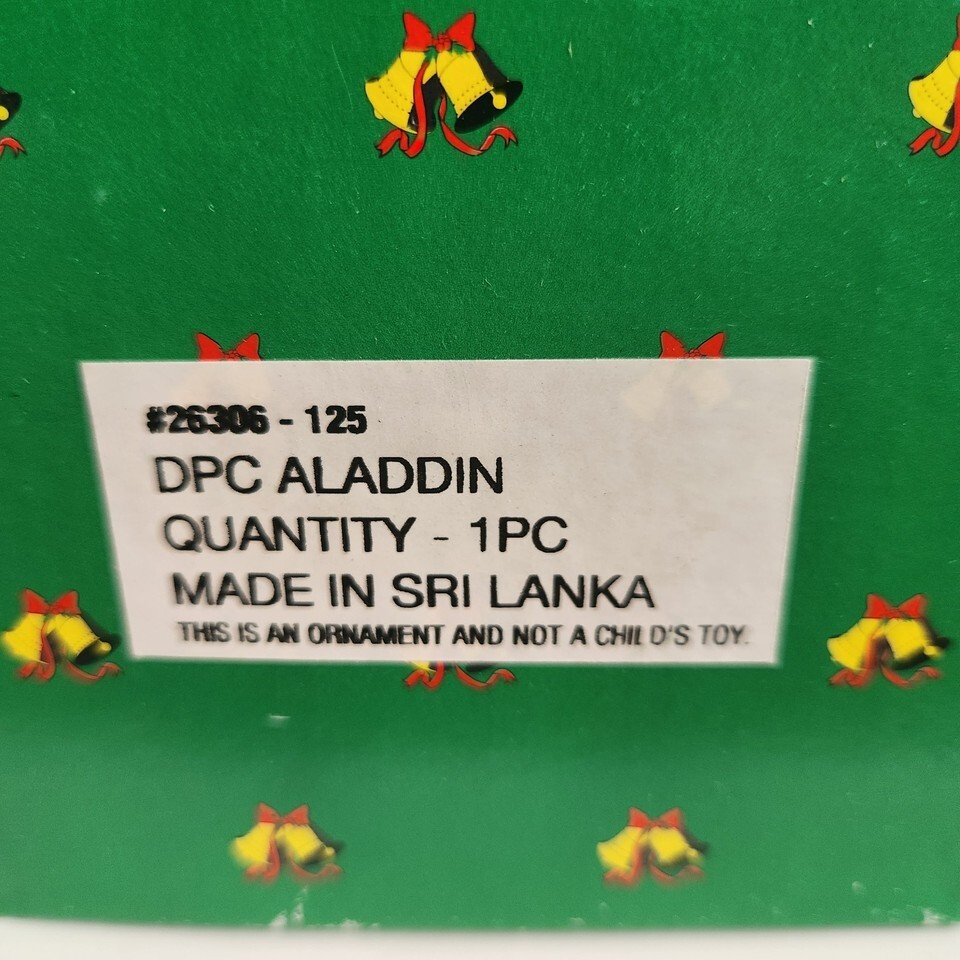 #26306 - 125
DPC ALADDIN
QUANTITY - 1PC
MADE IN SRI LANKA
THIS IS AN ORNAMENT AND NOT A CHILD'S TOY.